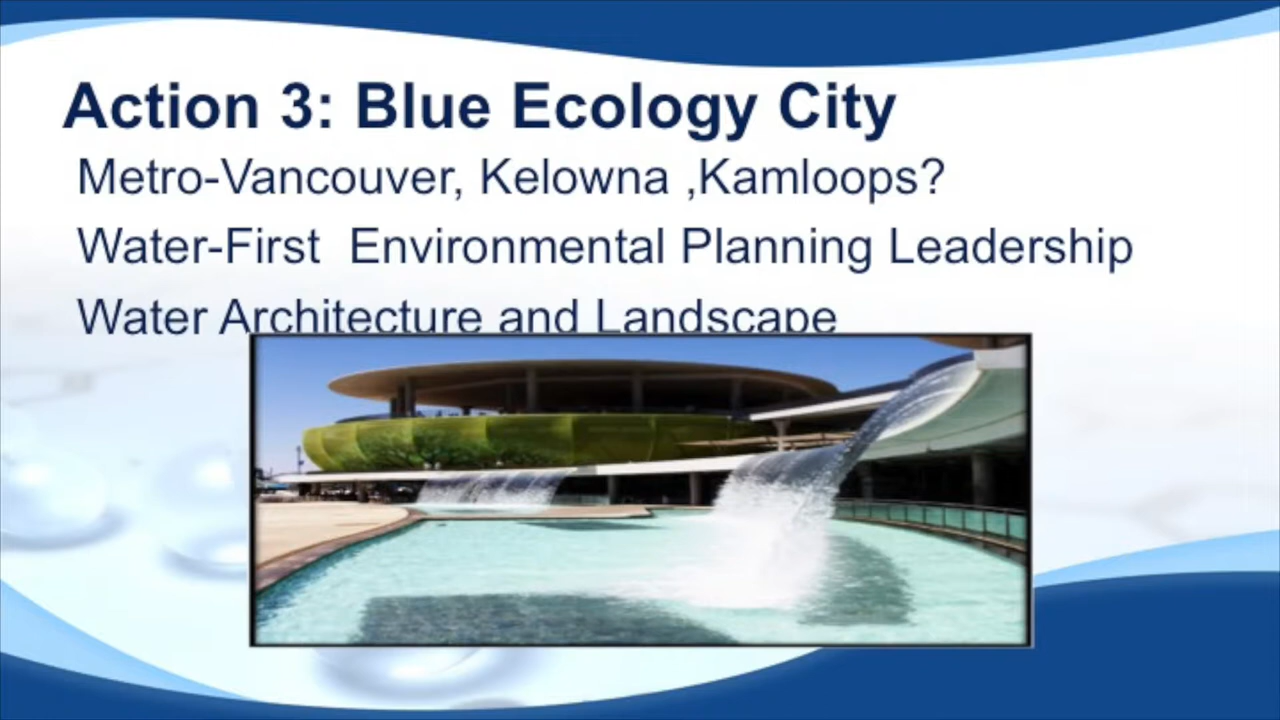 Action 3: Blue Ecology City
Metro-Vancouver, Kelowna ,Kamloops?
Water-First  Environmental Planning Leadership
Water Architecture and Landscape